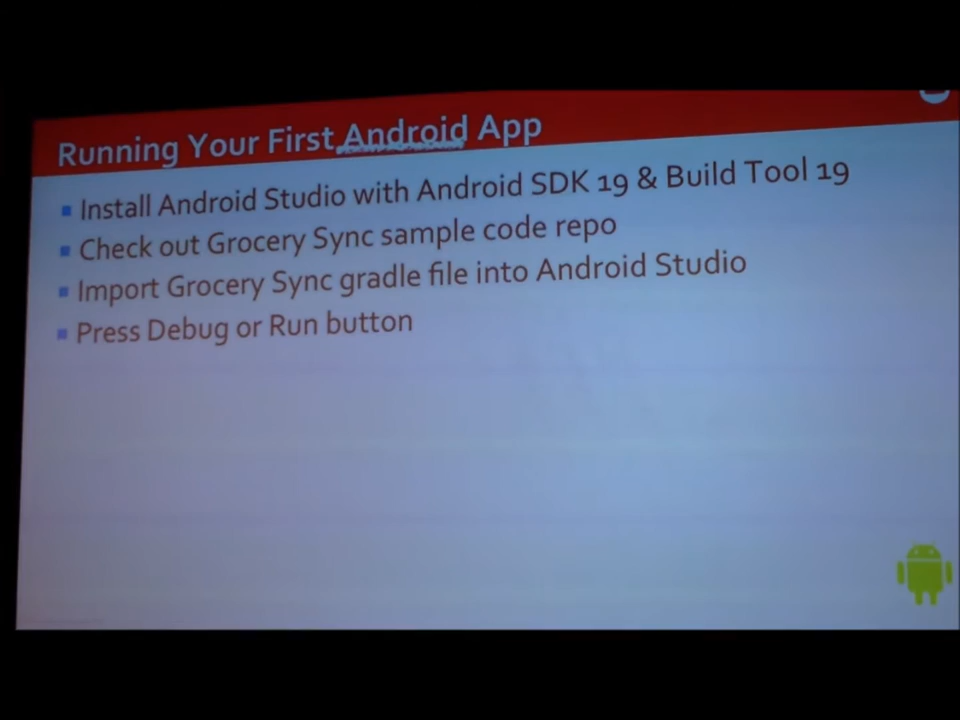 Running Your First Android App
Install Android Studio with Android SDK 19 & Build Tool 19
Check out Grocery Sync sample code repo
Import Grocery Sync gradle file into Android Studio
Press Debug or Run button